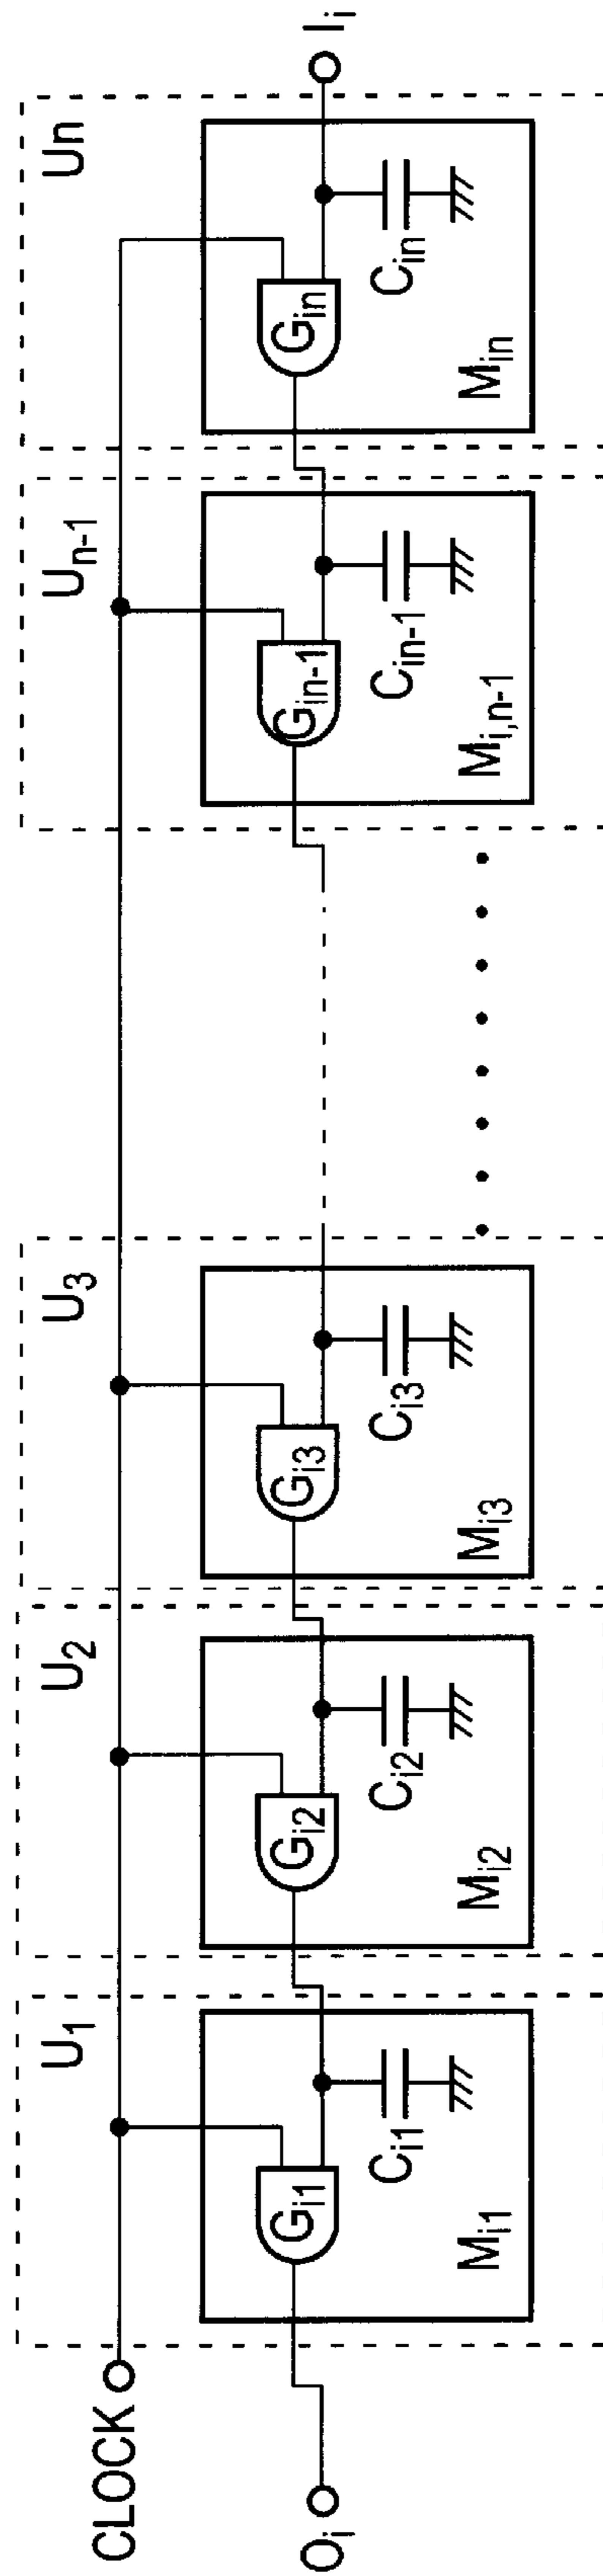 CLOCK
U₁
U₂
U₃
Uₙ₋₁
Un
Gᵢ₁
Gᵢ₂
Gᵢ₃
Gᵢₙ₋₁
Gᵢₙ
Oᵢ
Iᵢ
Cᵢ₁
Cᵢ₂
Cᵢ₃
Cᵢₙ₋₁
Cᵢₙ
Mᵢ₁
Mᵢ₂
Mᵢ₃
Mᵢ,ₙ₋₁
Mᵢₙ